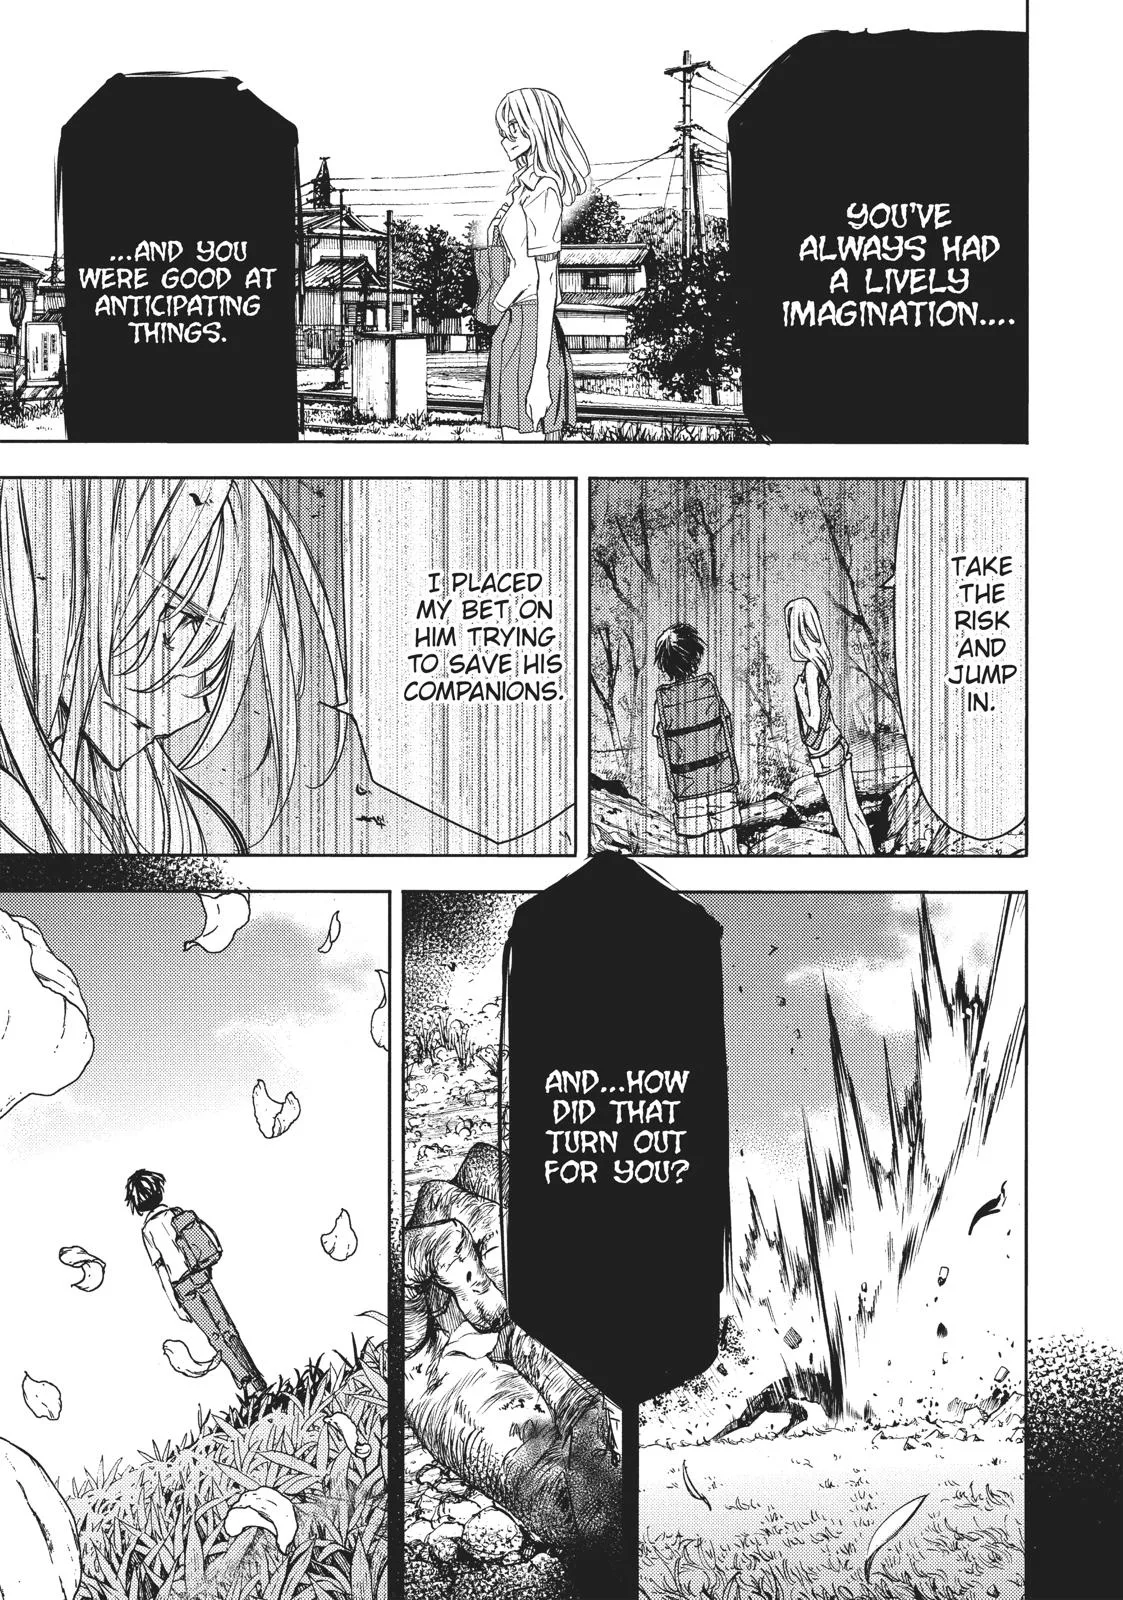 YOU'VE
ALWAYS HAD
A LIVELY
IMAGINATION....
...AND YOU
WERE GOOD AT
ANTICIPATING
THINGS.
TAKE
THE
RISK
AND
JUMP
IN.
I PLACED
MY BET ON
HIM TRYING
TO SAVE HIS
COMPANIONS.
AND...HOW
DID THAT
TURN OUT
FOR YOU?